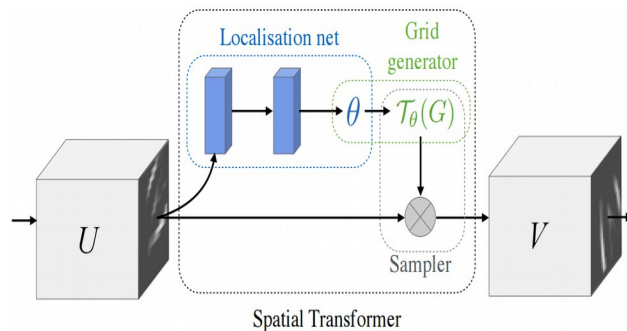 Localisation net
Grid
generator
θ
𝒯θ(G)
U
V
Sampler
Spatial Transformer